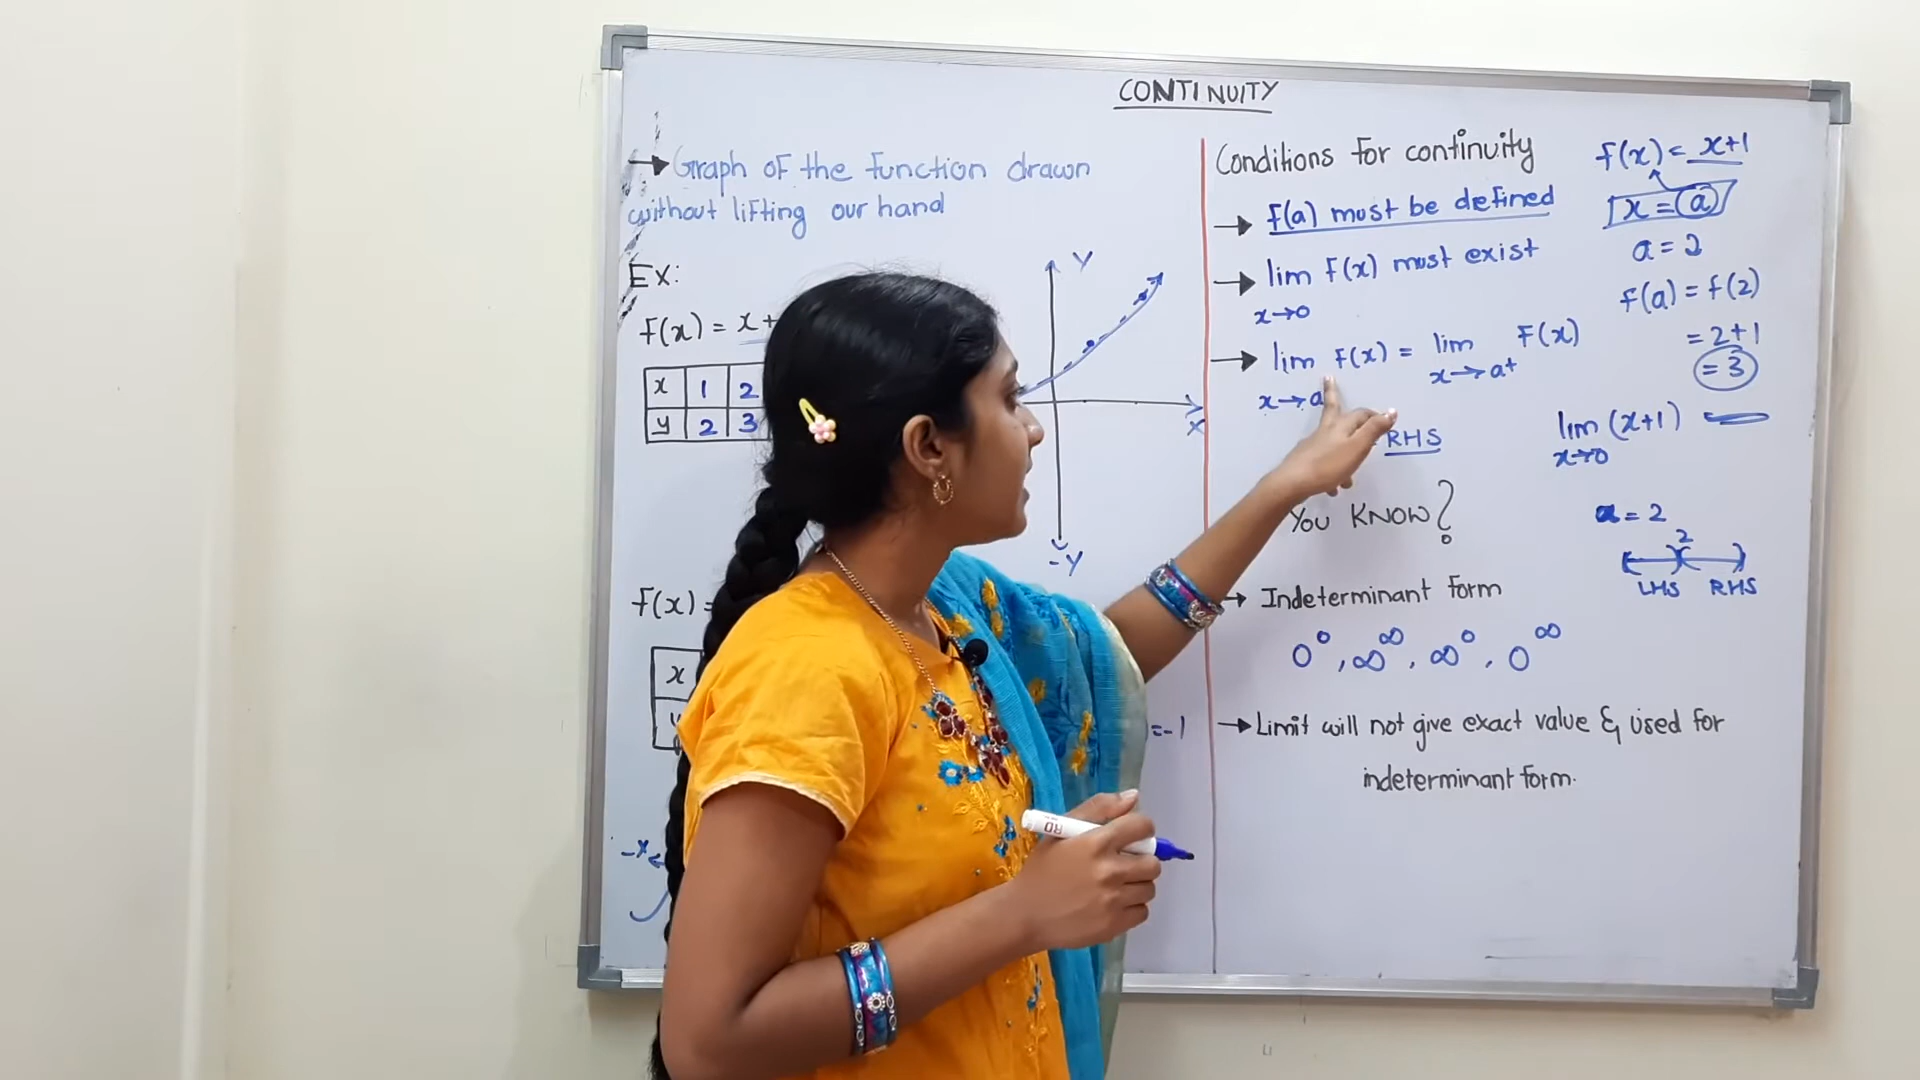 CONTINUITY
Graph of the function drawn
without lifting our hand
Ex:
f(x) = x+
x 1 2
y 2 3
Y
X
-Y
f(x) =
x
y
= -1
-x
Conditions for continuity
f(a) must be defined
lim f(x) must exist
x→0
lim f(x) = lim f(x)
x→a x→a+
RHS
YOU KNOW?
Indeterminant form
0⁰, ∞^∞, ∞⁰, 0^∞
Limit will not give exact value & used for
indeterminant form.
f(x) = x+1
x = a
a = 2
f(a) = f(2)
= 2+1
= 3
lim (x+1)
x→0
a = 2
2
LHS RHS
RD